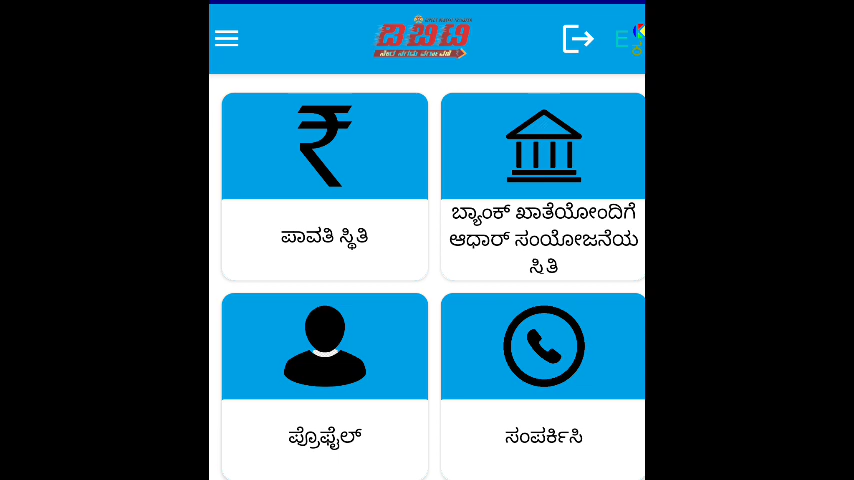 ಡಿಬಿಟಿ
E
ಪಾವತಿ ಸ್ಥಿತಿ
ಬ್ಯಾಂಕ್ ಖಾತೆಯೋಂದಿಗೆ
ಆಧಾರ್ ಸಂಯೋಜನೆಯ
ಸ್ಥಿತಿ
ಪ್ರೊಫೈಲ್
ಸಂಪರ್ಕಿಸಿ